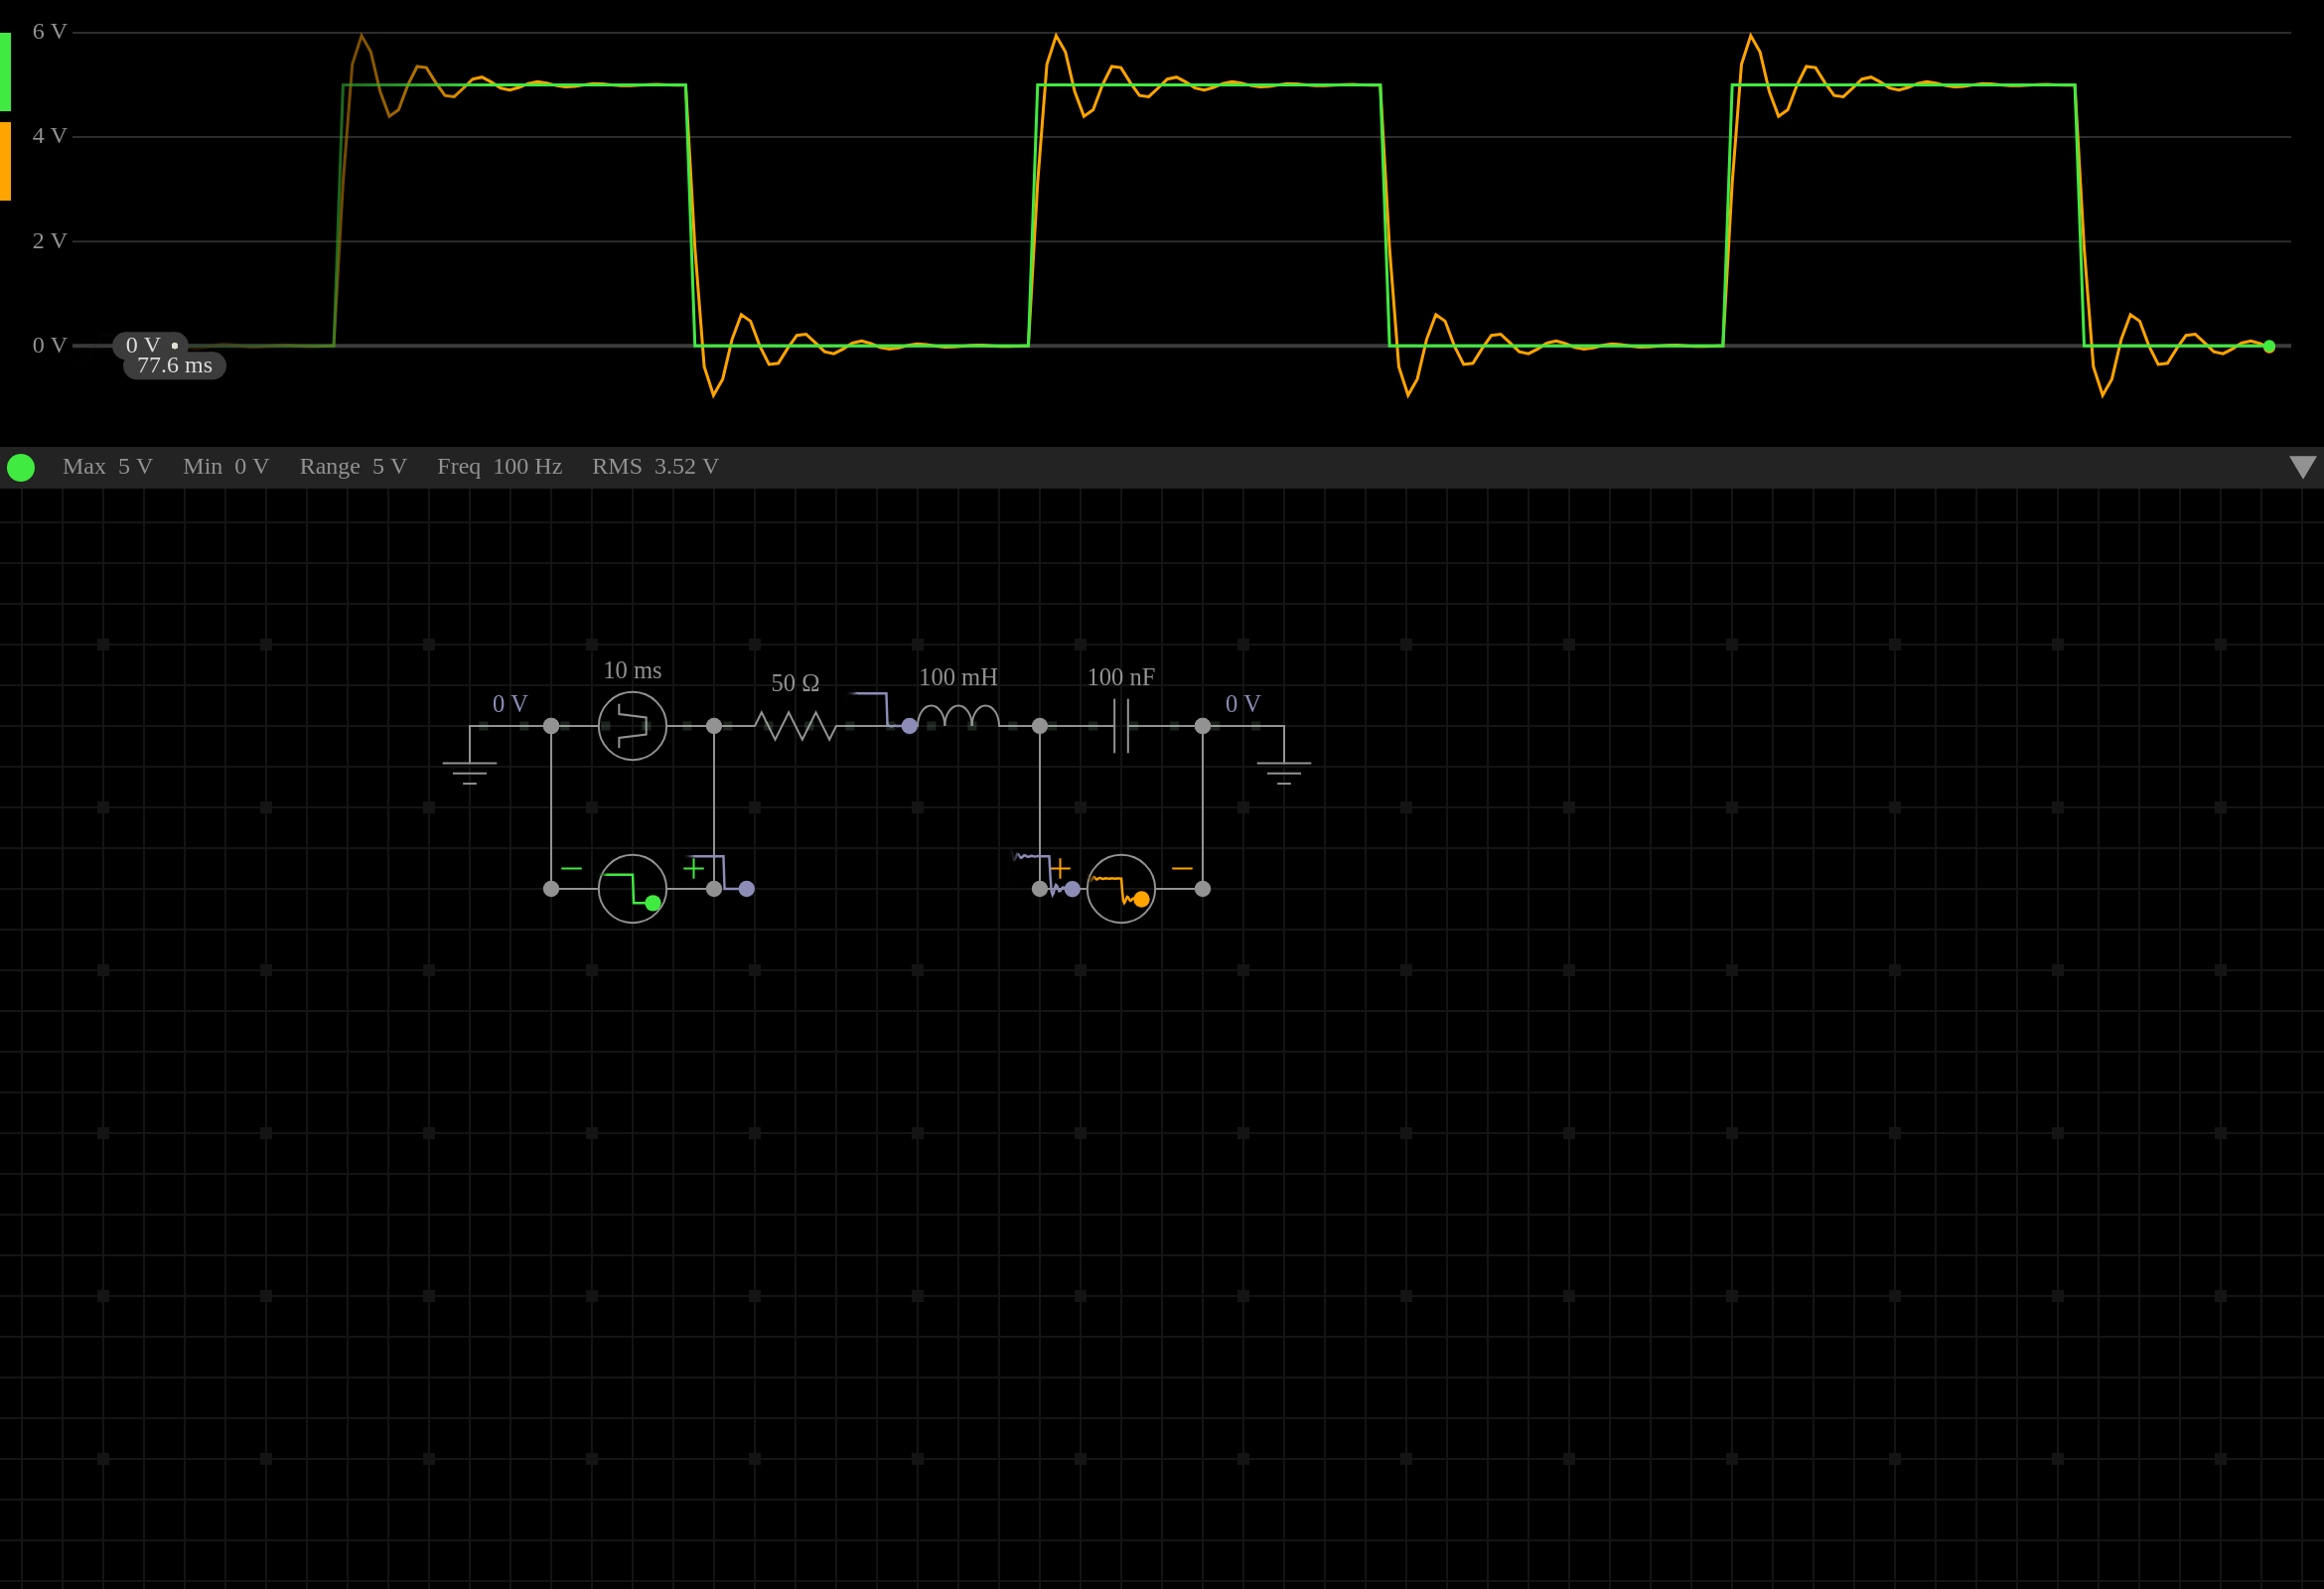 6 V
4 V
2 V
0 V
0 V
77.6 ms
Max 5 V Min 0 V Range 5 V Freq 100 Hz RMS 3.52 V
10 ms
50 Ω
100 mH
100 nF
0 V
0 V
− +
+ −